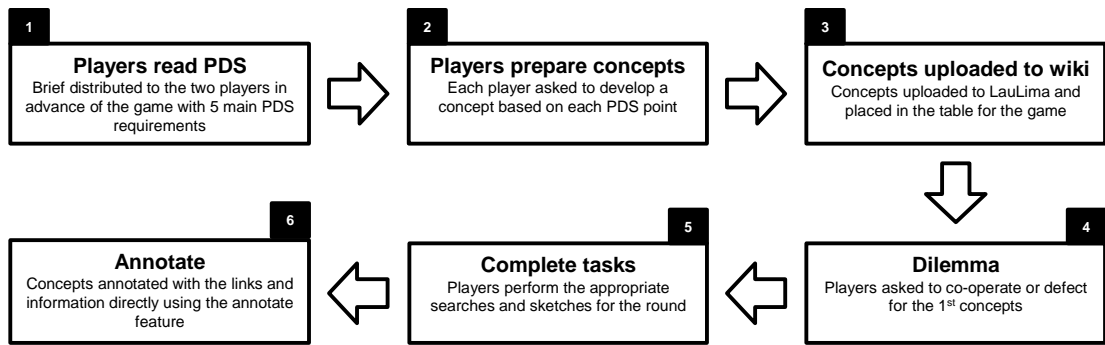 1
Players read PDS
Brief distributed to the two players in
advance of the game with 5 main PDS
requirements
2
Players prepare concepts
Each player asked to develop a
concept based on each PDS point
3
Concepts uploaded to wiki
Concepts uploaded to LauLima and
placed in the table for the game
4
Dilemma
Players asked to co-operate or defect
for the 1st concepts
5
Complete tasks
Players perform the appropriate
searches and sketches for the round
6
Annotate
Concepts annotated with the links and
information directly using the annotate
feature